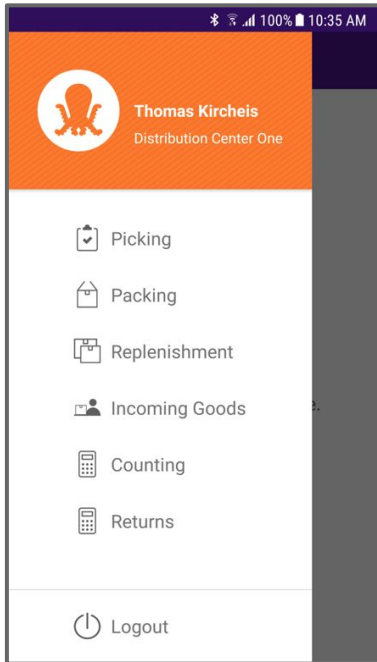 100% 10:35 AM
Thomas Kircheis
Distribution Center One
Picking
Packing
Replenishment
Incoming Goods
e.
Counting
Returns
Logout